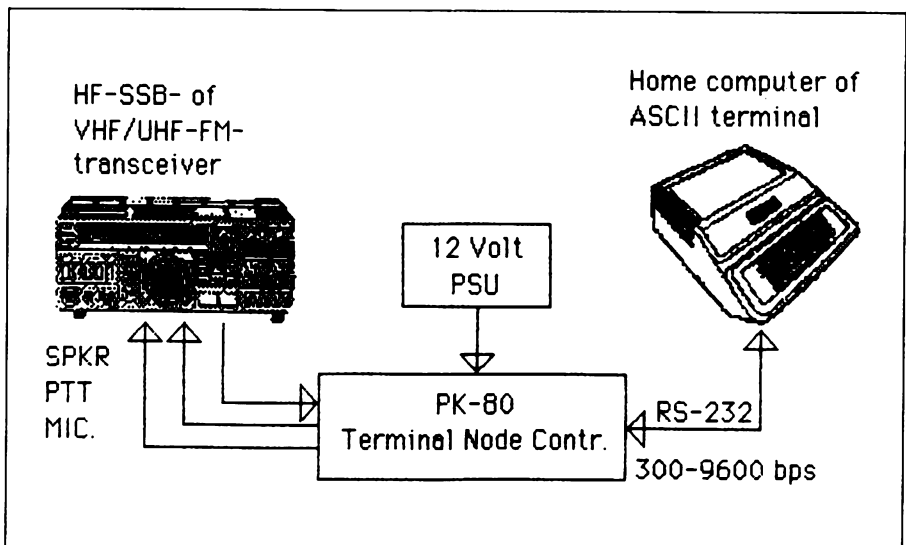 HF-SSB- of
VHF/UHF-FM-
transceiver
Home computer of
ASCII terminal
12 Volt
PSU
SPKR
PTT
MIC.
PK-80
Terminal Node Contr.
RS-232
300-9600 bps